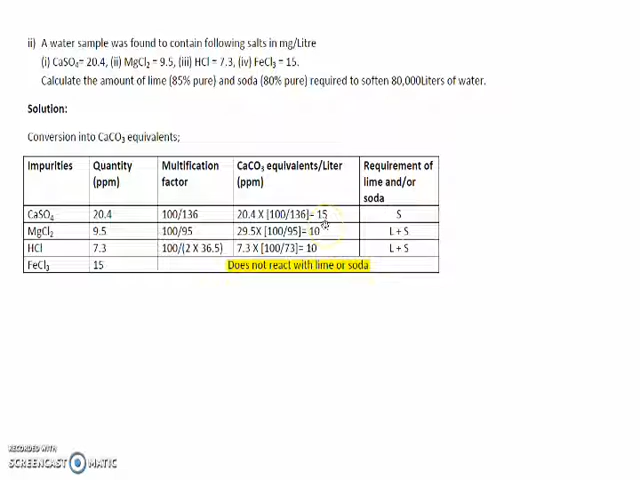 ii) A water sample was found to contain following salts in mg/Litre
(i) CaSO₄= 20.4, (ii) MgCl₂ = 9.5, (iii) HCl = 7.3, (iv) FeCl₃ = 15.
Calculate the amount of lime (85% pure) and soda (80% pure) required to soften 80,000Liters of water.
Solution:
Conversion into CaCO₃ equivalents;
Impurities Quantity (ppm) Multification factor CaCO₃ equivalents/Liter (ppm) Requirement of lime and/or soda
CaSO₄ 20.4 100/136 20.4 X [100/136]= 15 S
MgCl₂ 9.5 100/95 29.5X [100/95]= 10 L + S
HCl 7.3 100/(2 X 36.5) 7.3 X [100/73]= 10 L + S
FeCl₃ 15 Does not react with lime or soda
RECORDED WITH
SCREENCAST MATIC